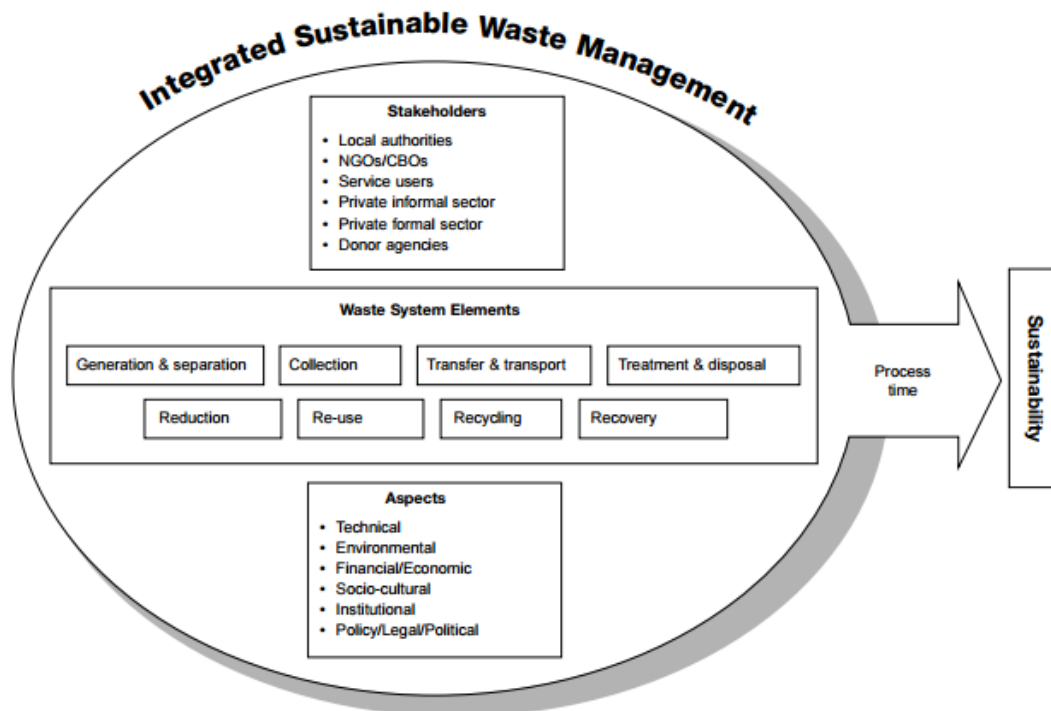 Integrated Sustainable Waste Management
Stakeholders
• Local authorities
• NGOs/CBOs
• Service users
• Private informal sector
• Private formal sector
• Donor agencies
Waste System Elements
Generation & separation
Collection
Transfer & transport
Treatment & disposal
Reduction
Re-use
Recycling
Recovery
Aspects
• Technical
• Environmental
• Financial/Economic
• Socio-cultural
• Institutional
• Policy/Legal/Political
Process
time
Sustainability